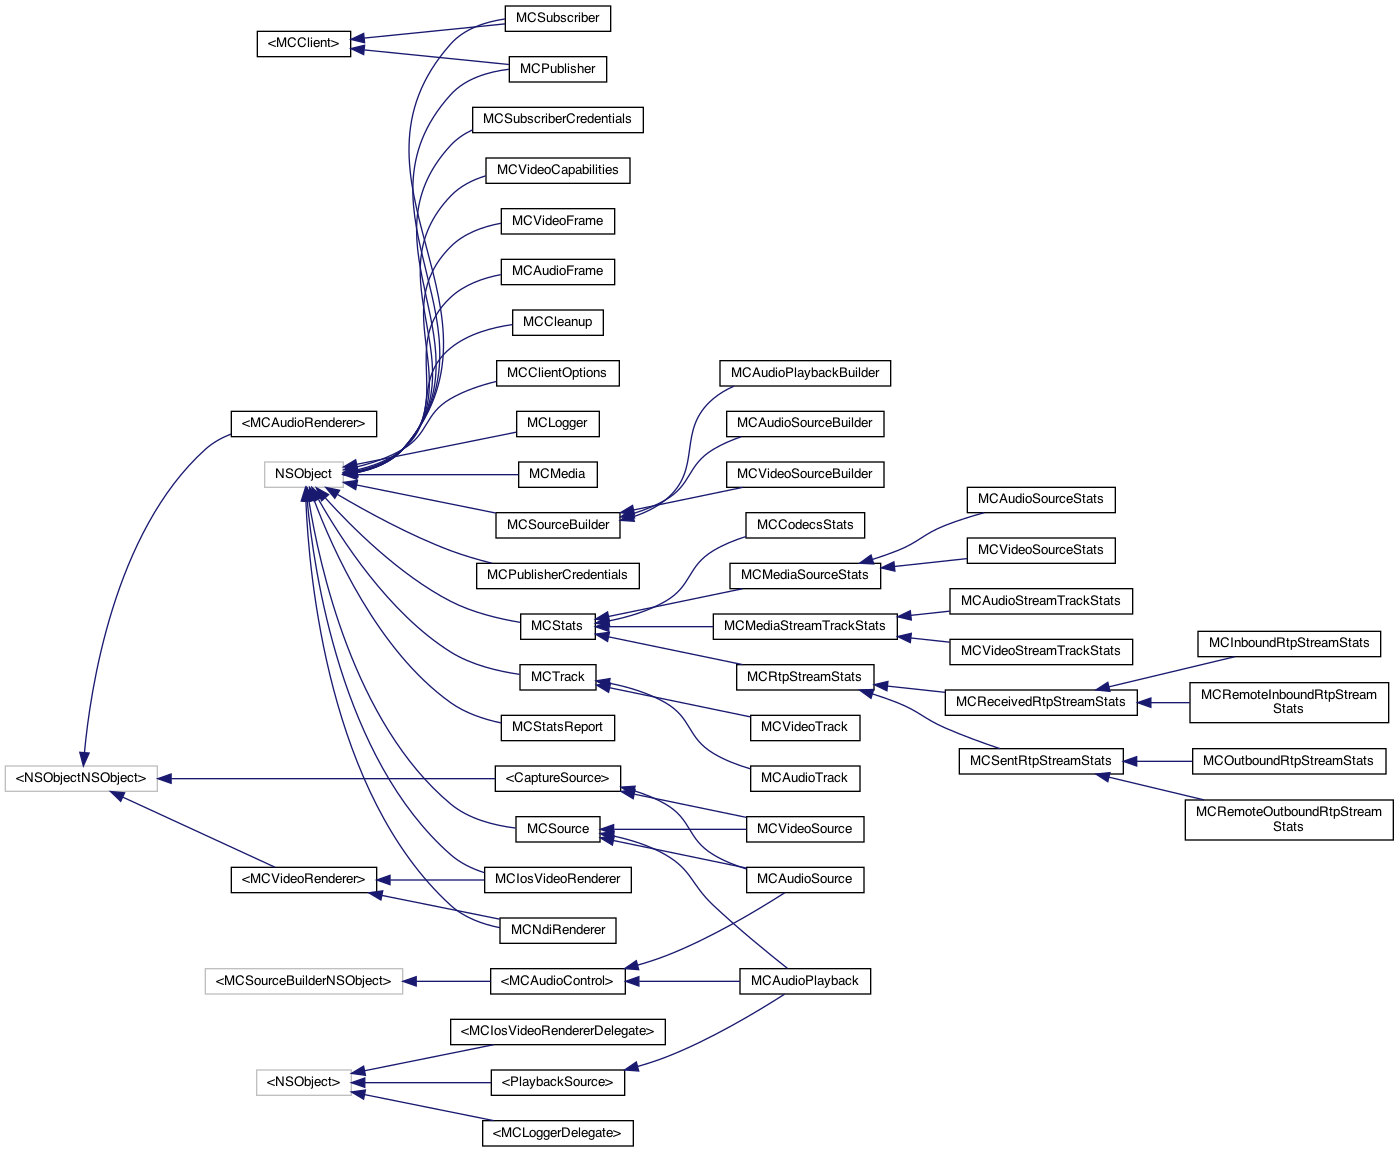 MCSubscriber
<MCClient>
MCPublisher
MCSubscriberCredentials
MCVideoCapabilities
MCVideoFrame
MCAudioFrame
MCCleanup
MCClientOptions
MCAudioPlaybackBuilder
<MCAudioRenderer>
MCLogger
MCAudioSourceBuilder
NSObject
MCMedia
MCVideoSourceBuilder
MCAudioSourceStats
MCSourceBuilder
MCCodecsStats
MCVideoSourceStats
MCPublisherCredentials
MCMediaSourceStats
MCAudioStreamTrackStats
MCStats
MCMediaStreamTrackStats
MCVideoStreamTrackStats
MCInboundRtpStreamStats
MCTrack
MCRtpStreamStats
MCReceivedRtpStreamStats
MCRemoteInboundRtpStream
Stats
MCStatsReport
MCVideoTrack
MCSentRtpStreamStats
MCOutboundRtpStreamStats
<NSObjectNSObject>
<CaptureSource>
MCAudioTrack
MCRemoteOutboundRtpStream
Stats
MCSource
MCVideoSource
<MCVideoRenderer>
MCIosVideoRenderer
MCAudioSource
MCNdiRenderer
<MCSourceBuilderNSObject>
<MCAudioControl>
MCAudioPlayback
<MCIosVideoRendererDelegate>
<NSObject>
<PlaybackSource>
<MCLoggerDelegate>